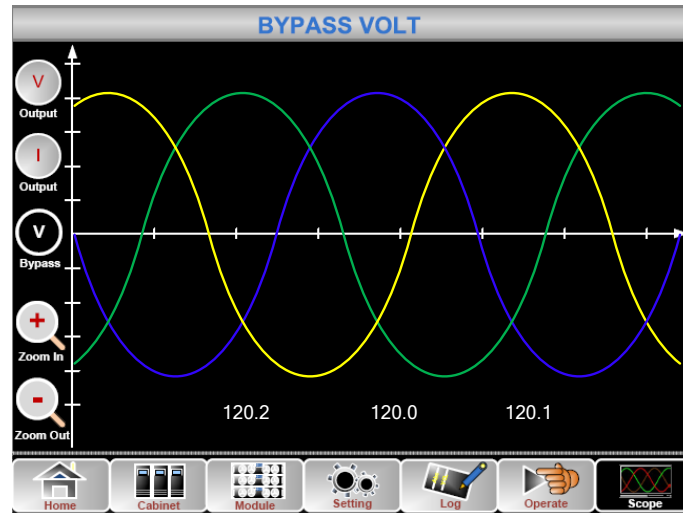 BYPASS VOLT
V
Output
I
Output
V
Bypass
+
Zoom In
-
Zoom Out
120.2 120.0 120.1
Home Cabinet Module Setting Log Operate Scope